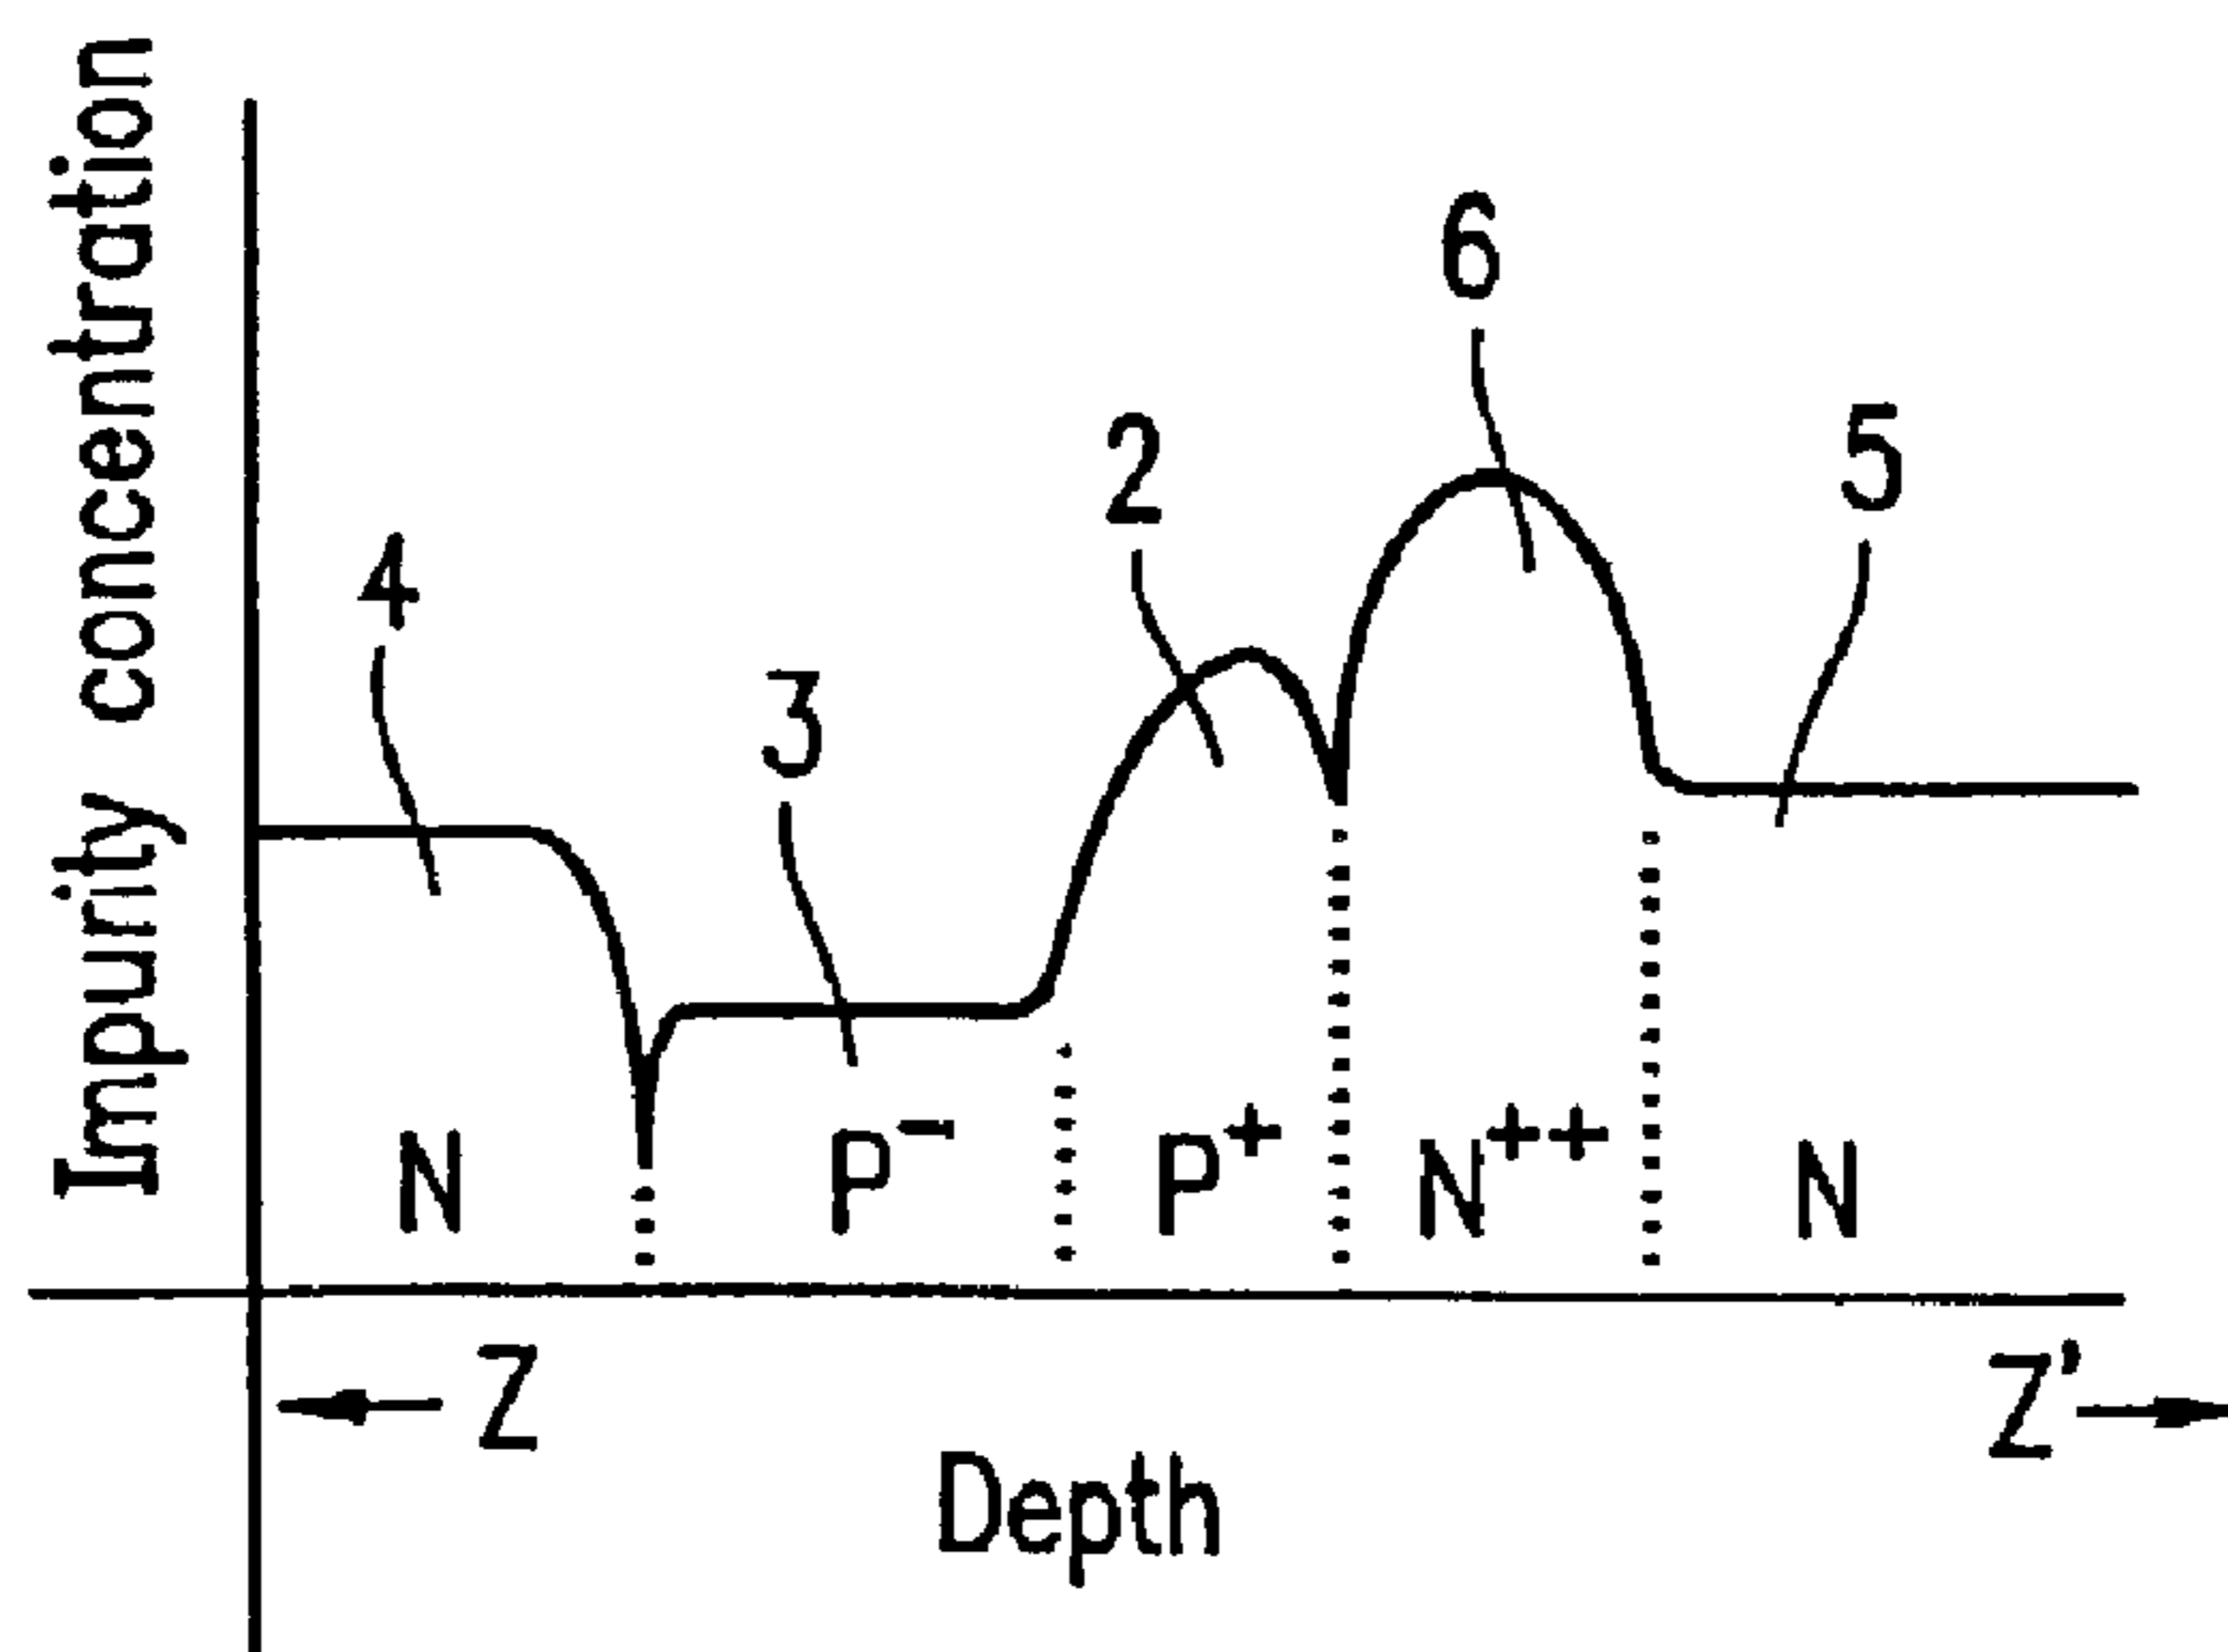 Impurity concentration
6
2
5
4
3
N P⁻ P⁺ N⁺⁺ N
Z Z'
Depth